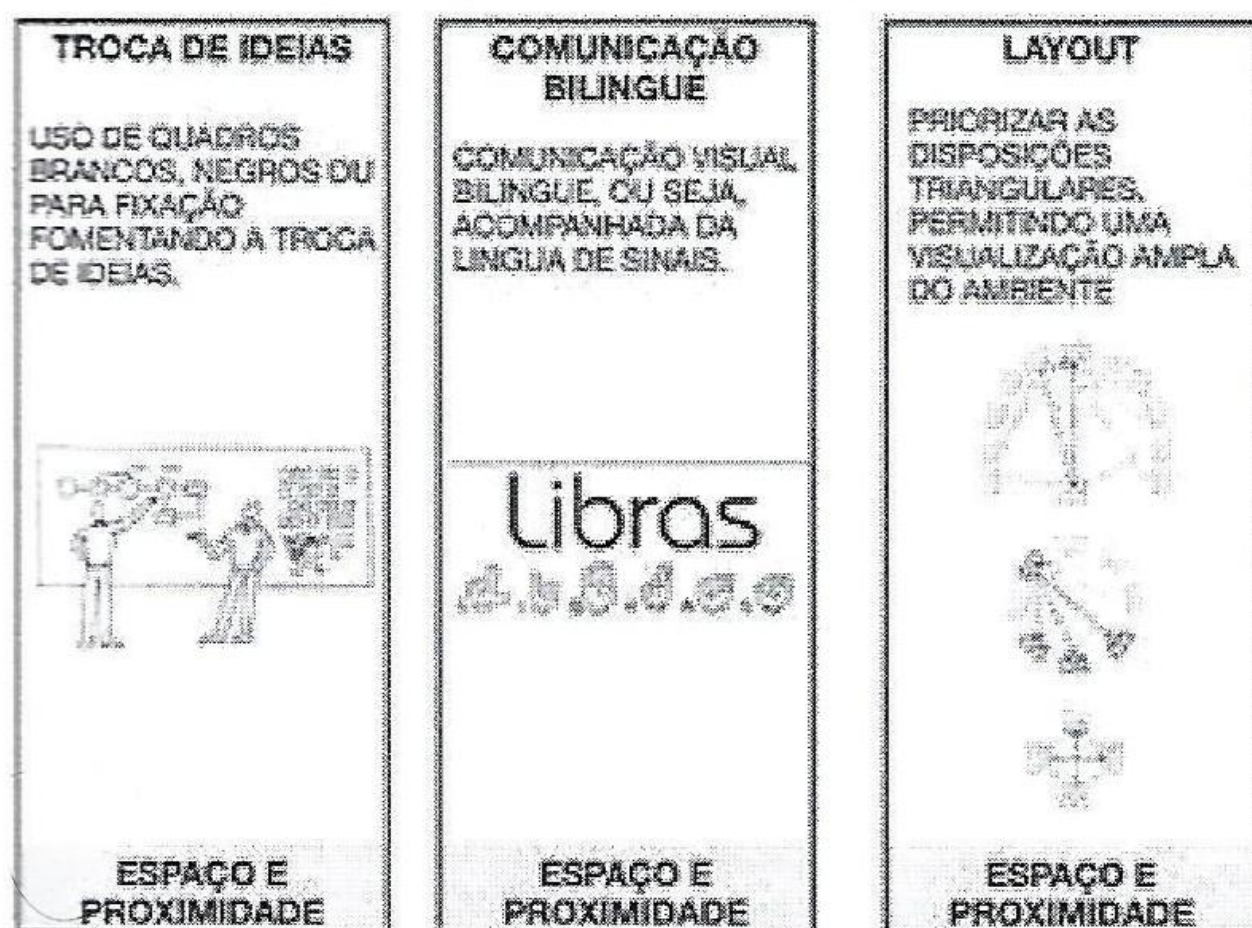 TROCA DE IDEIAS
USO DE QUADROS
BRANCOS, NEGROS OU
PARA FIXAÇÃO
FOMENTANDO A TROCA
DE IDEIAS.
ESPAÇO E
PROXIMIDADE
COMUNICAÇÃO
BILINGUE
COMUNICAÇÃO VISUAL
BILINGUE, OU SEJA,
ACOMPANHADA DA
LINGUA DE SINAIS.
Libras
ESPAÇO E
PROXIMIDADE
LAYOUT
PRIORIZAR AS
DISPOSIÇÕES
TRIANGULARES,
PERMITINDO UMA
VISUALIZAÇÃO AMPLA
DO AMBIENTE
ESPAÇO E
PROXIMIDADE